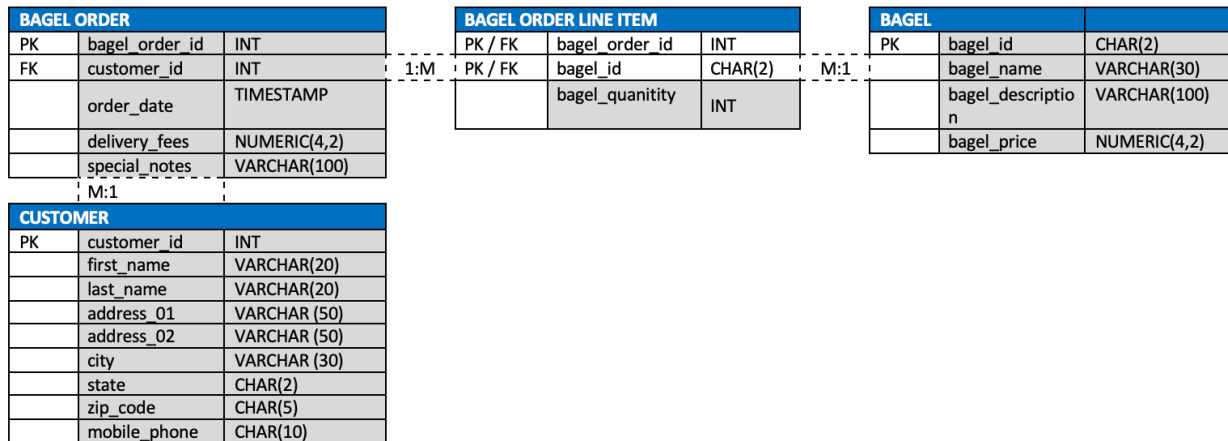 BAGEL ORDER
PK bagel_order_id INT
FK customer_id INT
order_date TIMESTAMP
delivery_fees NUMERIC(4,2)
special_notes VARCHAR(100)
1:M
BAGEL ORDER LINE ITEM
PK / FK bagel_order_id INT
PK / FK bagel_id CHAR(2)
bagel_quanitity INT
M:1
BAGEL
PK bagel_id CHAR(2)
bagel_name VARCHAR(30)
bagel_descriptio VARCHAR(100)
n
bagel_price NUMERIC(4,2)
M:1
CUSTOMER
PK customer_id INT
first_name VARCHAR(20)
last_name VARCHAR(20)
address_01 VARCHAR (50)
address_02 VARCHAR (50)
city VARCHAR (30)
state CHAR(2)
zip_code CHAR(5)
mobile_phone CHAR(10)